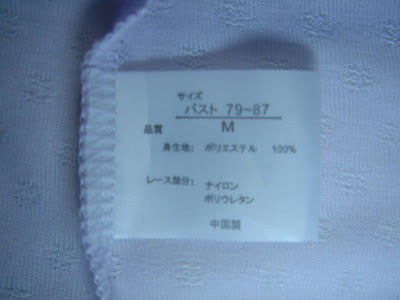 サイズ
バスト 79-87
M
品質
身生地: ポリエステル 100%
レース部分: ナイロン
ポリウレタン
中国製